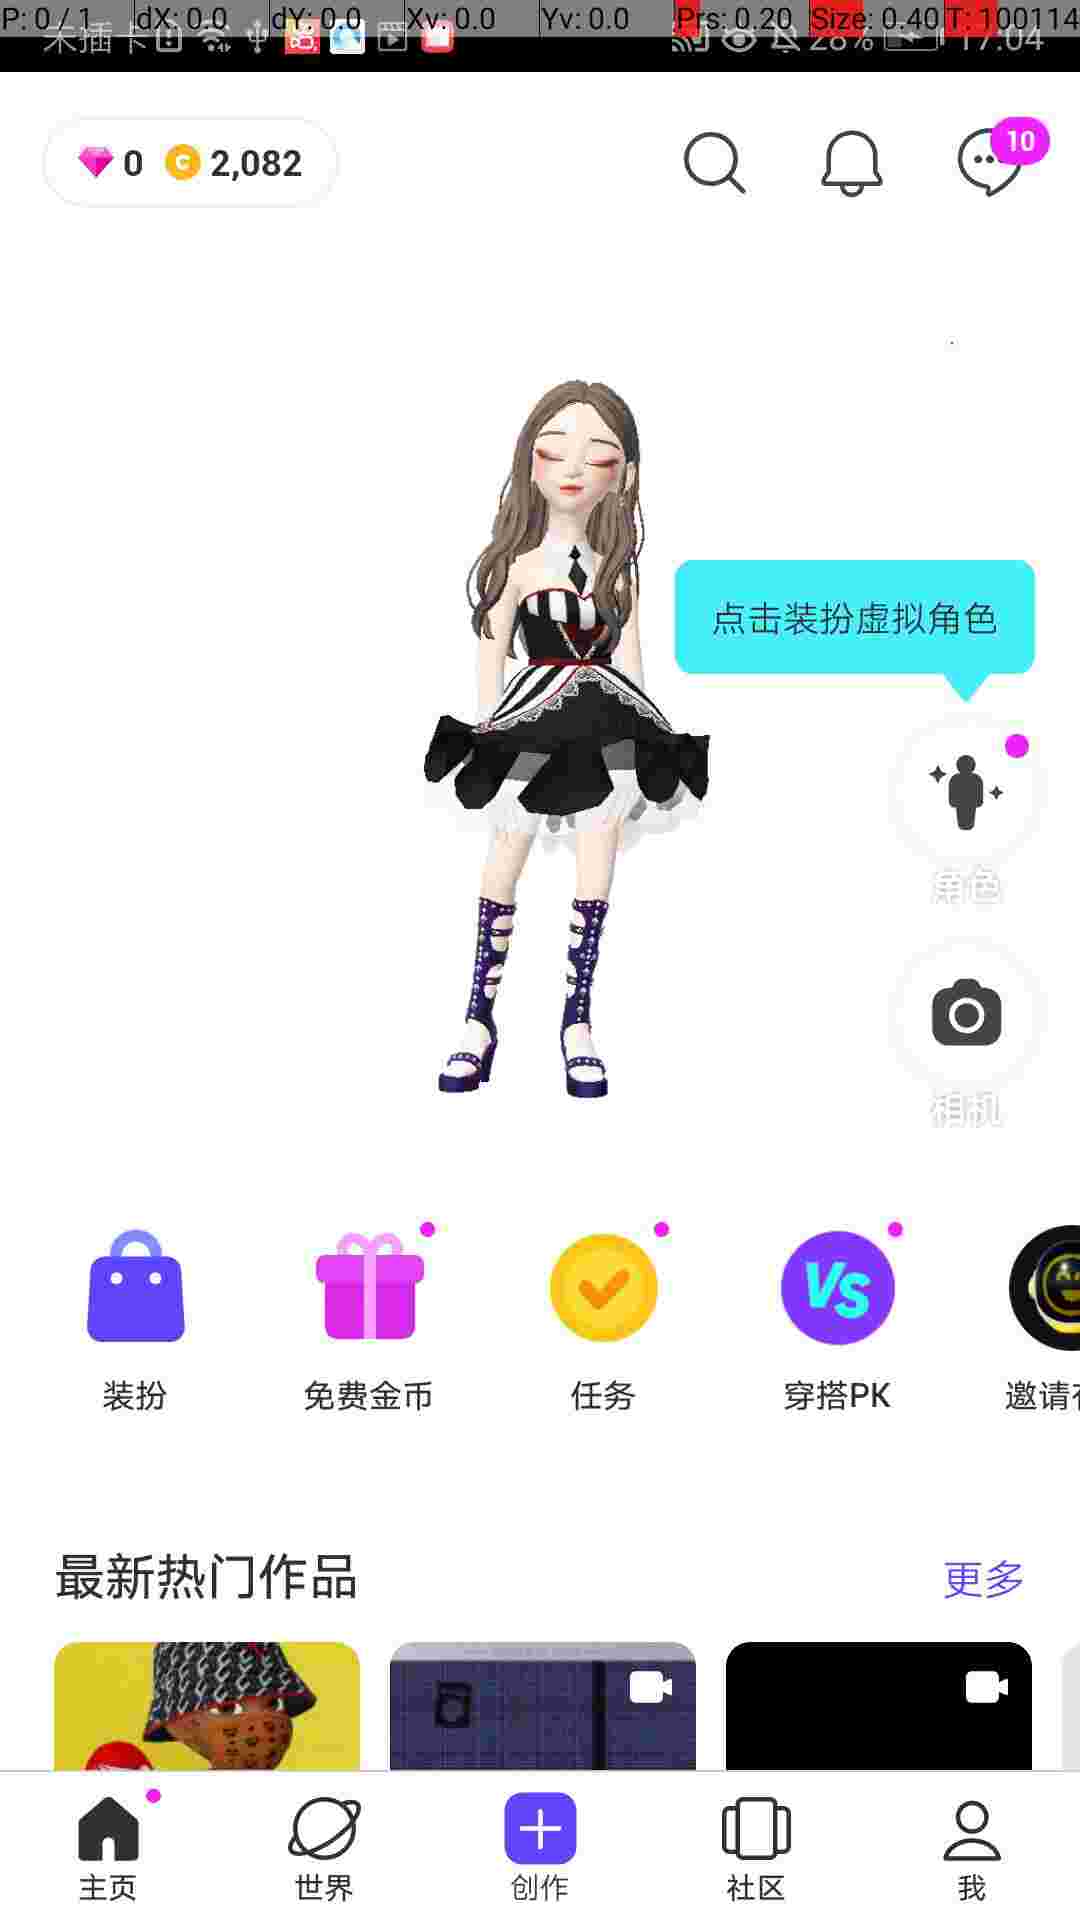 P: 0 / 1 dX: 0.0 dY: 0.0 Xv: 0.0 Yv: 0.0 Prs: 0.20 Size: 0.40 T: 100114
未插卡 28% 17:04
0 2,082
10
点击装扮虚拟角色
角色
相机
VS
装扮 免费金币 任务 穿搭PK 邀请
最新热门作品 更多
主页 世界 创作 社区 我